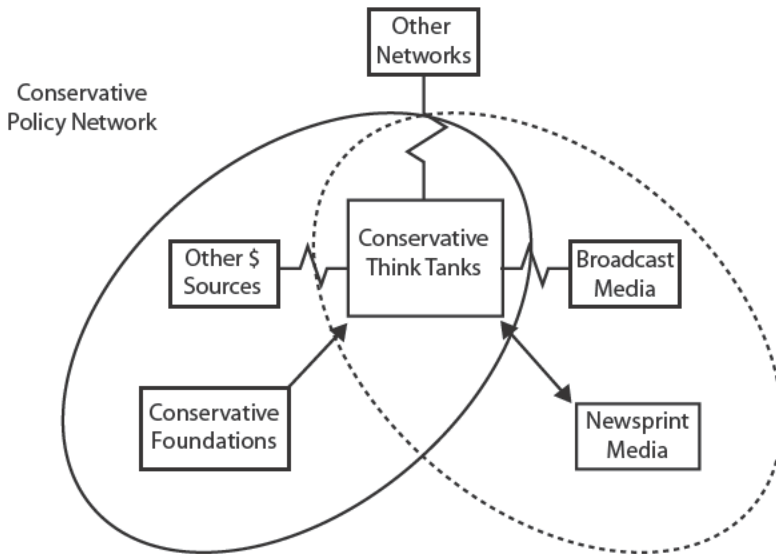 Other
Networks
Conservative
Policy Network
Conservative
Think Tanks
Other $
Sources
Broadcast
Media
Conservative
Foundations
Newsprint
Media